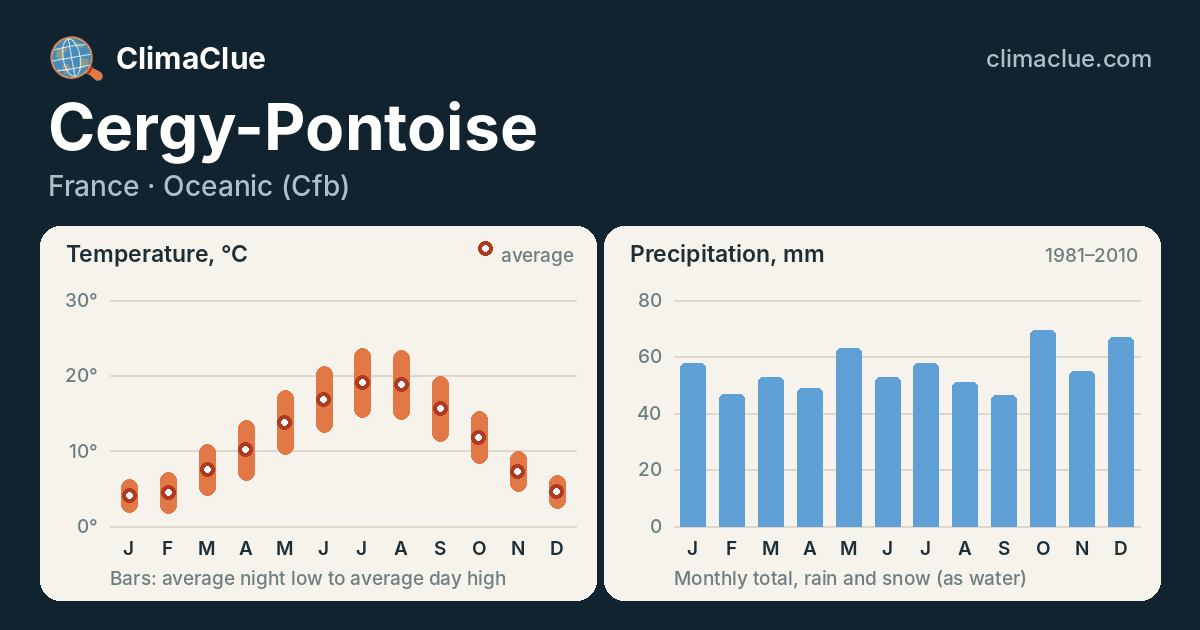 ClimaClue
climaclue.com
Cergy-Pontoise
France · Oceanic (Cfb)
Temperature, °C
average
30°
20°
10°
0°
J F M A M J J A S O N D
Bars: average night low to average day high
Precipitation, mm
1981–2010
80
60
40
20
0
J F M A M J J A S O N D
Monthly total, rain and snow (as water)